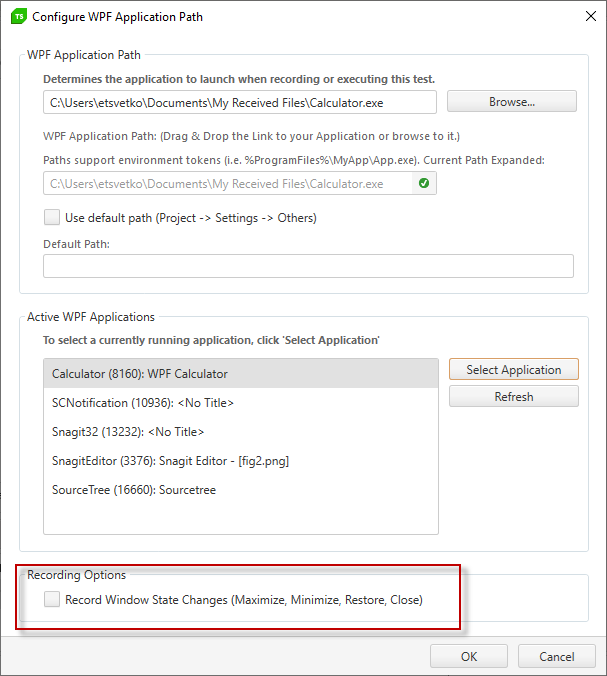 TS
Configure WPF Application Path
WPF Application Path
Determines the application to launch when recording or executing this test.
C:\Users\etsvetko\Documents\My Received Files\Calculator.exe
Browse...
WPF Application Path: (Drag & Drop the Link to your Application or browse to it.)
Paths support environment tokens (i.e. %ProgramFiles%\MyApp\App.exe). Current Path Expanded:
C:\Users\etsvetko\Documents\My Received Files\Calculator.exe
Use default path (Project -> Settings -> Others)
Default Path:
Active WPF Applications
To select a currently running application, click 'Select Application'
Calculator (8160): WPF Calculator
Select Application
SCNotification (10936): <No Title>
Refresh
Snagit32 (13232): <No Title>
SnagitEditor (3376): Snagit Editor - [fig2.png]
SourceTree (16660): Sourcetree
Recording Options
Record Window State Changes (Maximize, Minimize, Restore, Close)
OK
Cancel